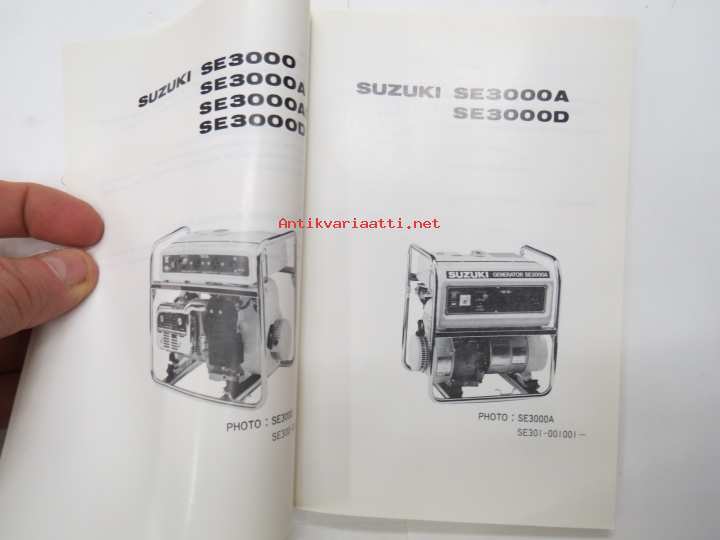 SUZUKI SE3000
SE3000A
SE3000A
SE3000D
PHOTO : SE3000
SUZUKI SE3000A
SE3000D
Antikvariaatti.net
SUZUKI GENERATOR SE3000A
PHOTO : SE3000A
SE301-001001—